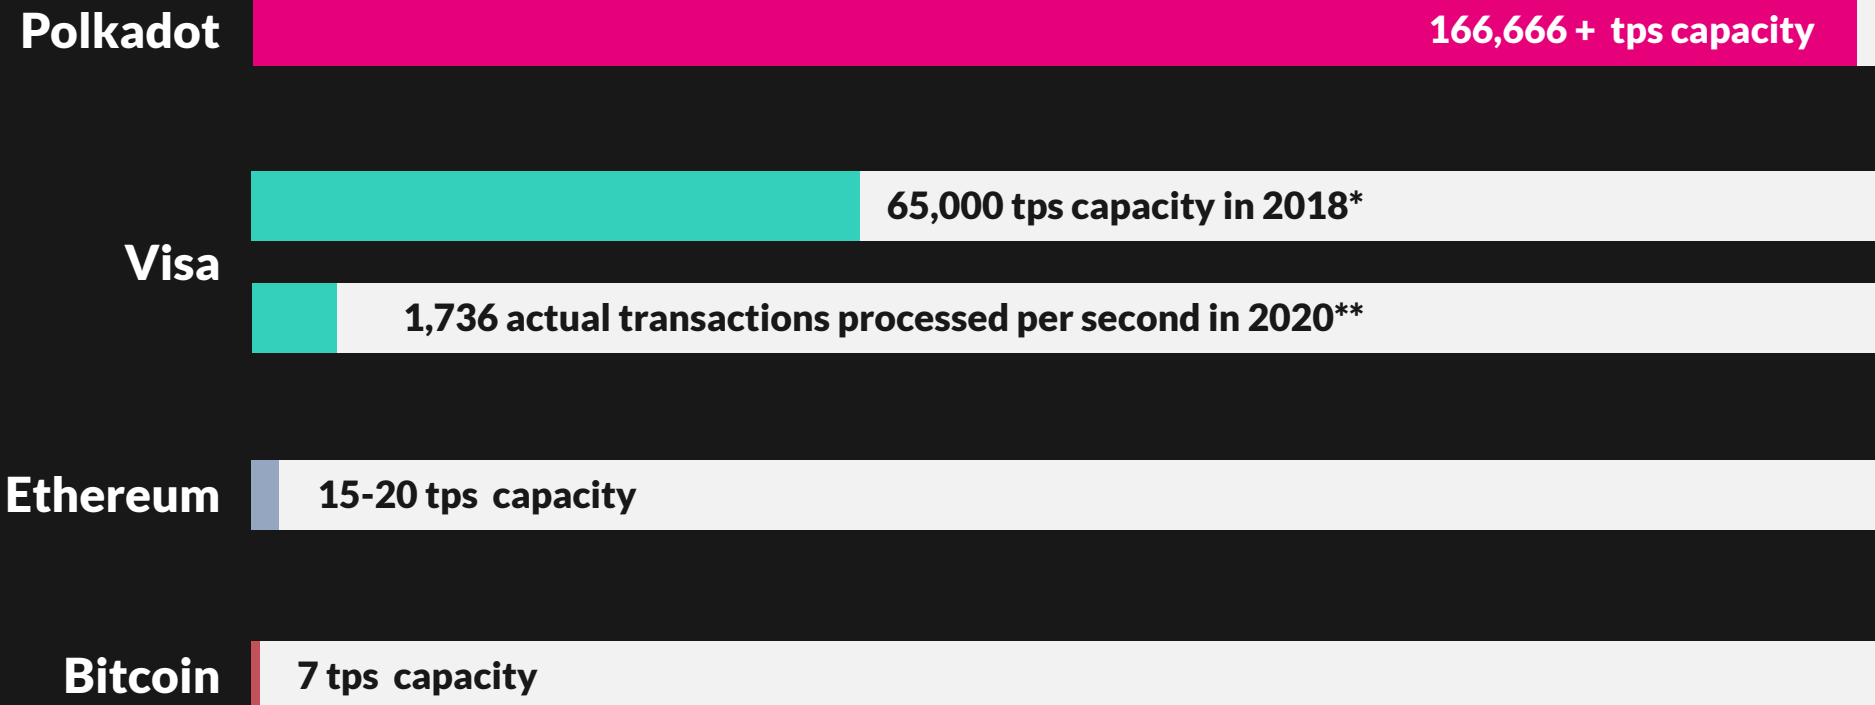 Polkadot
166,666 + tps capacity
Visa
65,000 tps capacity in 2018*
1,736 actual transactions processed per second in 2020**
Ethereum
15-20 tps capacity
Bitcoin
7 tps capacity